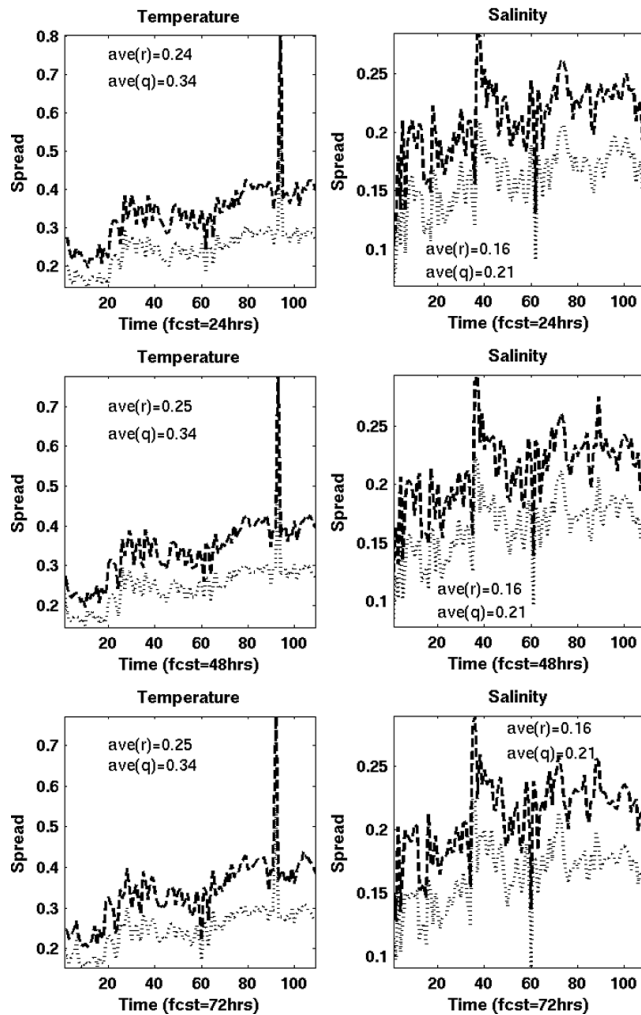 Temperature
0.8
0.7
0.6
0.5
0.4
0.3
0.2
Spread
ave(r)=0.24
ave(q)=0.34
20 40 60 80 100
Time (fcst=24hrs)
Salinity
0.25
0.2
0.15
0.1
Spread
ave(r)=0.16
ave(q)=0.21
20 40 60 80 100
Time (fcst=24hrs)
Temperature
0.7
0.6
0.5
0.4
0.3
0.2
Spread
ave(r)=0.25
ave(q)=0.34
20 40 60 80 100
Time (fcst=48hrs)
Salinity
0.25
0.2
0.15
0.1
Spread
ave(r)=0.16
ave(q)=0.21
20 40 60 80 100
Time (fcst=48hrs)
Temperature
0.7
0.6
0.5
0.4
0.3
0.2
Spread
ave(r)=0.25
ave(q)=0.34
20 40 60 80 100
Time (fcst=72hrs)
Salinity
0.25
0.2
0.15
0.1
Spread
ave(r)=0.16
ave(q)=0.21
20 40 60 80 100
Time (fcst=72hrs)